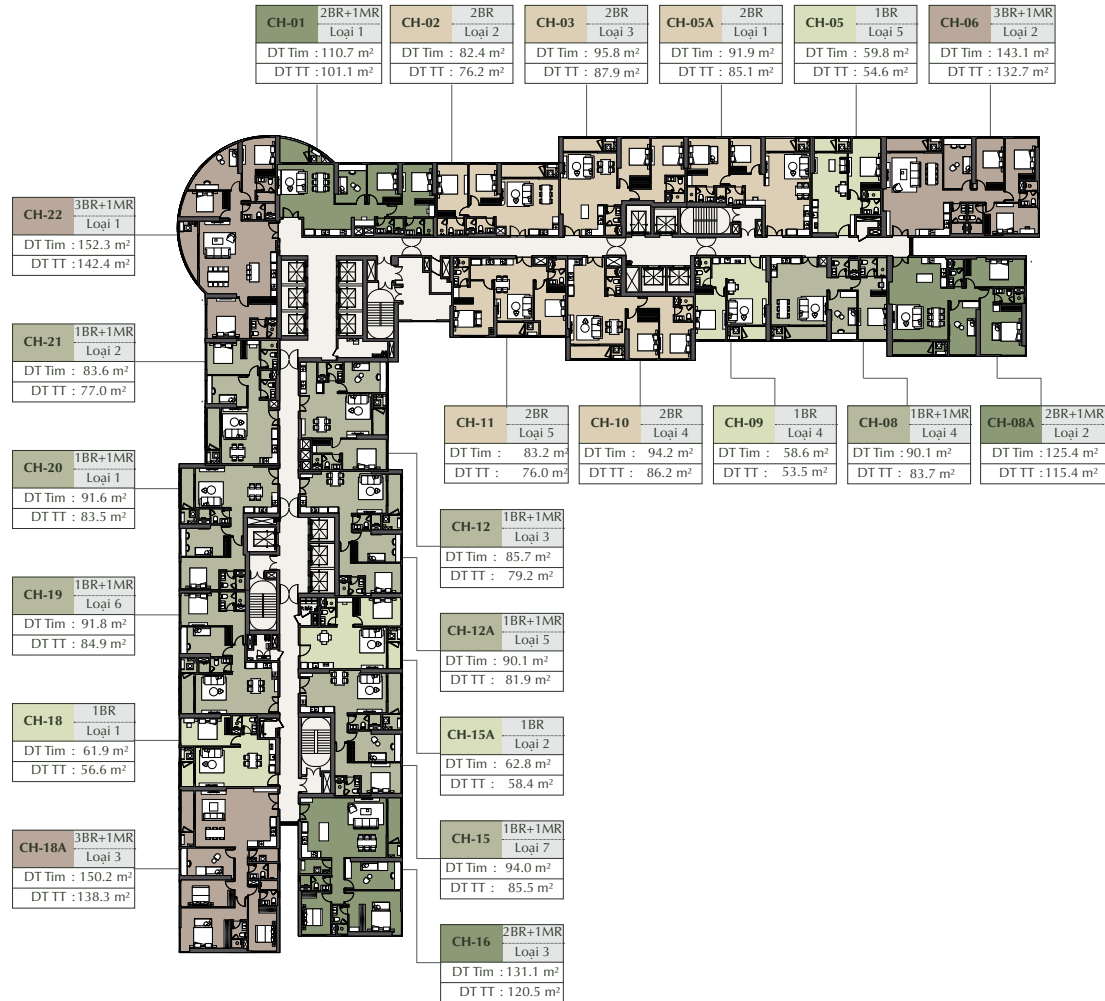 CH-01
2BR+1MR
Loại 1
DT Tim : 110.7 m²
DT TT : 101.1 m²
CH-02
2BR
Loại 2
DT Tim : 82.4 m²
DT TT : 76.2 m²
CH-03
2BR
Loại 3
DT Tim : 95.8 m²
DT TT : 87.9 m²
CH-05A
2BR
Loại 1
DT Tim : 91.9 m²
DT TT : 85.1 m²
CH-05
1BR
Loại 5
DT Tim : 59.8 m²
DT TT : 54.6 m²
CH-06
3BR+1MR
Loại 2
DT Tim : 143.1 m²
DT TT : 132.7 m²
CH-22
3BR+1MR
Loại 1
DT Tim : 152.3 m²
DT TT : 142.4 m²
CH-21
1BR+1MR
Loại 2
DT Tim : 83.6 m²
DT TT : 77.0 m²
CH-11
2BR
Loại 5
DT Tim : 83.2 m²
DT TT : 76.0 m²
CH-10
2BR
Loại 4
DT Tim : 94.2 m²
DT TT : 86.2 m²
CH-09
1BR
Loại 4
DT Tim : 58.6 m²
DT TT : 53.5 m²
CH-08
1BR+1MR
Loại 4
DT Tim : 90.1 m²
DT TT : 83.7 m²
CH-08A
2BR+1MR
Loại 2
DT Tim : 125.4 m²
DT TT : 115.4 m²
CH-20
1BR+1MR
Loại 1
DT Tim : 91.6 m²
DT TT : 83.5 m²
CH-12
1BR+1MR
Loại 3
DT Tim : 85.7 m²
DT TT : 79.2 m²
CH-19
1BR+1MR
Loại 6
DT Tim : 91.8 m²
DT TT : 84.9 m²
CH-12A
1BR+1MR
Loại 5
DT Tim : 90.1 m²
DT TT : 81.9 m²
CH-18
1BR
Loại 1
DT Tim : 61.9 m²
DT TT : 56.6 m²
CH-15A
1BR
Loại 2
DT Tim : 62.8 m²
DT TT : 58.4 m²
CH-18A
3BR+1MR
Loại 3
DT Tim : 150.2 m²
DT TT : 138.3 m²
CH-15
1BR+1MR
Loại 7
DT Tim : 94.0 m²
DT TT : 85.5 m²
CH-16
2BR+1MR
Loại 3
DT Tim : 131.1 m²
DT TT : 120.5 m²